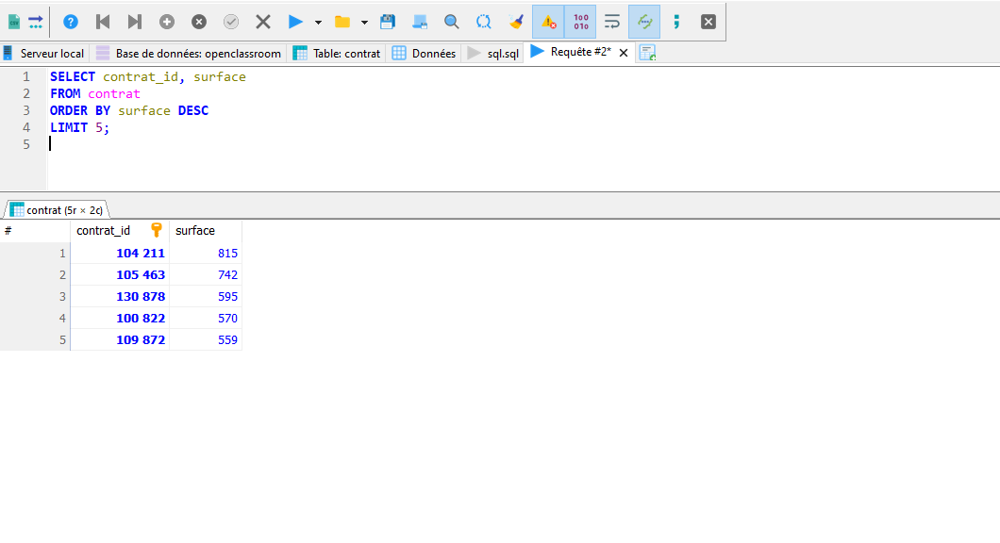 Serveur local Base de données: openclassroom Table: contrat Données sql.sql Requête #2*
1 SELECT contrat_id, surface
2 FROM contrat
3 ORDER BY surface DESC
4 LIMIT 5;
5
contrat (5r × 2c)
# contrat_id surface
1 104 211 815
2 105 463 742
3 130 878 595
4 100 822 570
5 109 872 559